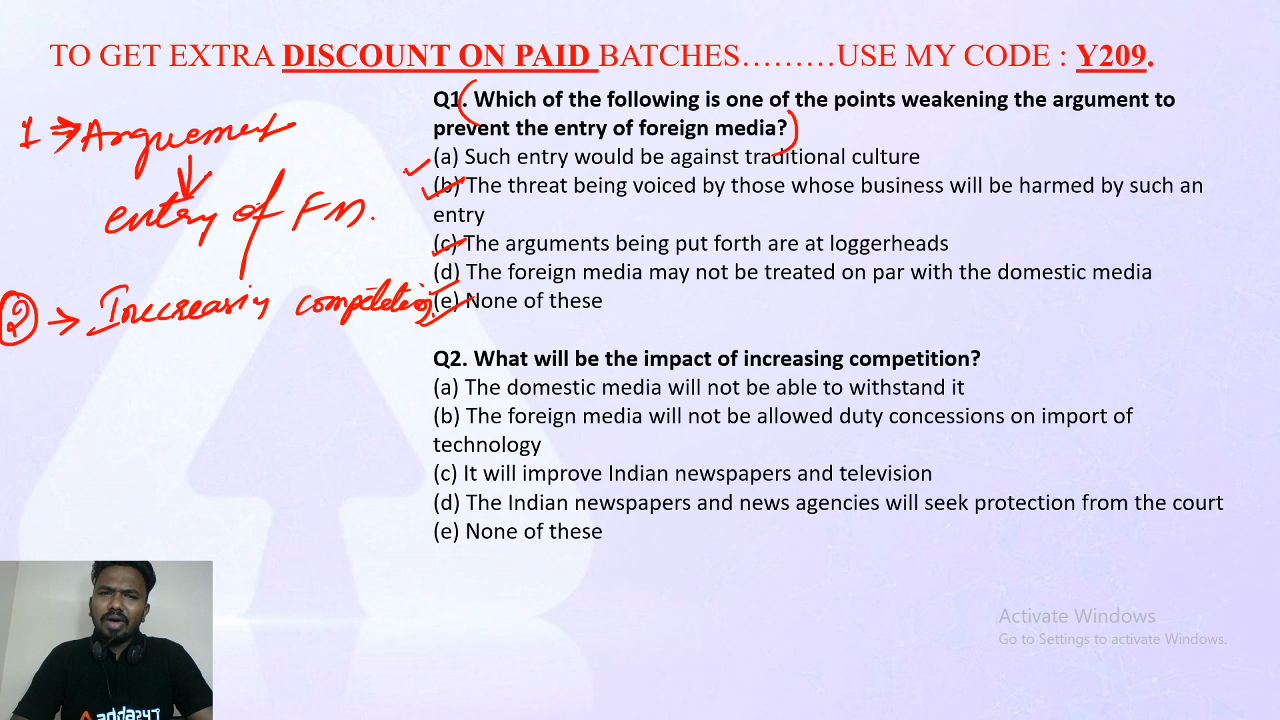 TO GET EXTRA DISCOUNT ON PAID BATCHES………USE MY CODE : Y209.
Q1. Which of the following is one of the points weakening the argument to
prevent the entry of foreign media?
(a) Such entry would be against traditional culture
(b) The threat being voiced by those whose business will be harmed by such an
entry
(c) The arguments being put forth are at loggerheads
(d) The foreign media may not be treated on par with the domestic media
(e) None of these
Q2. What will be the impact of increasing competition?
(a) The domestic media will not be able to withstand it
(b) The foreign media will not be allowed duty concessions on import of
technology
(c) It will improve Indian newspapers and television
(d) The Indian newspapers and news agencies will seek protection from the court
(e) None of these
1 ⇒
entry of FM.
2 →
Activate Windows
Go to Settings to activate Windows.
adda247